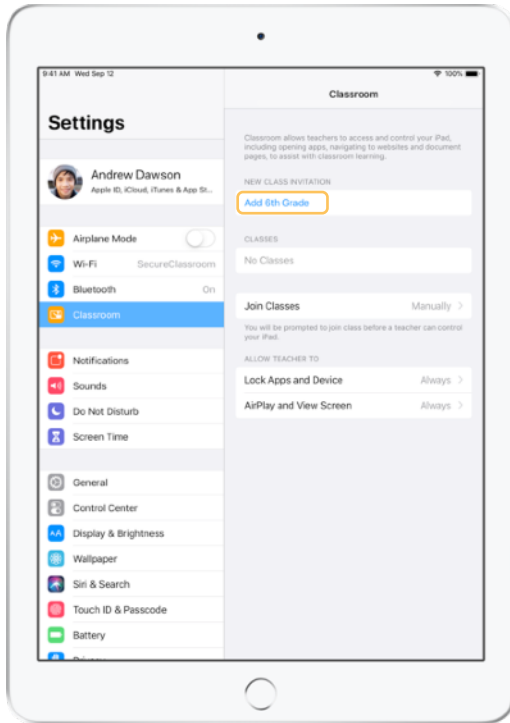 9:41 AM Wed Sep 12
100%
Settings
Andrew Dawson
Apple ID, iCloud, iTunes & App St...
Airplane Mode
Wi-Fi SecureClassroom
Bluetooth On
Classroom
Notifications
Sounds
Do Not Disturb
Screen Time
General
Control Center
AA Display & Brightness
Wallpaper
Siri & Search
Touch ID & Passcode
Battery
Classroom
Classroom allows teachers to access and control your iPad,
including opening apps, navigating to websites and document
pages, to assist with classroom learning.
NEW CLASS INVITATION
Add 6th Grade
CLASSES
No Classes
Join Classes Manually
You will be prompted to join class before a teacher can control
your iPad.
ALLOW TEACHER TO
Lock Apps and Device Always
AirPlay and View Screen Always